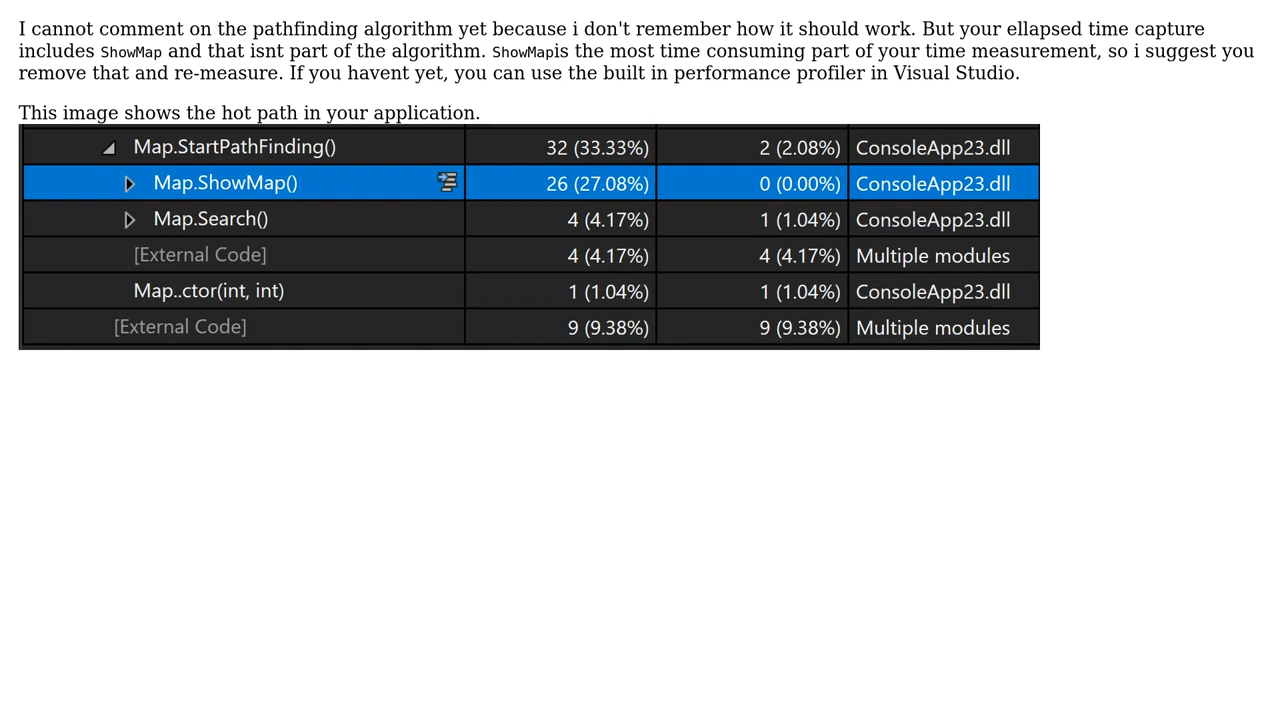 I cannot comment on the pathfinding algorithm yet because i don't remember how it should work. But your ellapsed time capture
includes ShowMap and that isnt part of the algorithm. ShowMapis the most time consuming part of your time measurement, so i suggest you
remove that and re-measure. If you havent yet, you can use the built in performance profiler in Visual Studio.
This image shows the hot path in your application.
Map.StartPathFinding() 32 (33.33%) 2 (2.08%) ConsoleApp23.dll
Map.ShowMap() 26 (27.08%) 0 (0.00%) ConsoleApp23.dll
Map.Search() 4 (4.17%) 1 (1.04%) ConsoleApp23.dll
[External Code] 4 (4.17%) 4 (4.17%) Multiple modules
Map..ctor(int, int) 1 (1.04%) 1 (1.04%) ConsoleApp23.dll
[External Code] 9 (9.38%) 9 (9.38%) Multiple modules